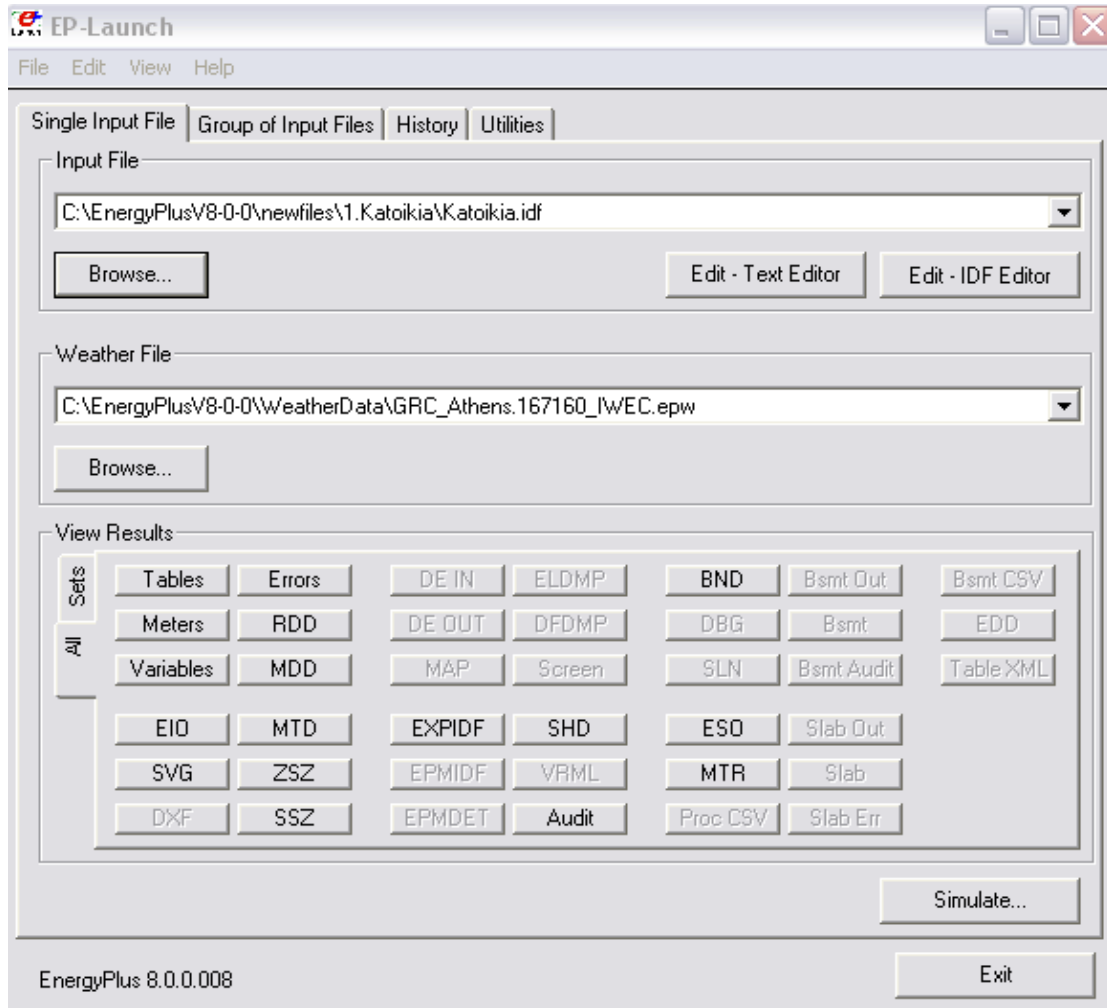 EP-Launch
File Edit View Help
Single Input File Group of Input Files History Utilities
Input File
C:\EnergyPlusV8-0-0\newfiles\1.Katoikia\Katoikia.idf
Browse... Edit - Text Editor Edit - IDF Editor
Weather File
C:\EnergyPlusV8-0-0\WeatherData\GRC_Athens.167160_IWEC.epw
Browse...
View Results
Sets
All
Tables Errors DE IN ELDMP BND Bsmt Out Bsmt CSV
Meters RDD DE OUT DFDMP DBG Bsmt EDD
Variables MDD MAP Screen SLN Bsmt Audit Table XML
EIO MTD EXPIDF SHD ESO Slab Out
SVG ZSZ EPMIDF VRML MTR Slab
DXF SSZ EPMDET Audit Proc CSV Slab Err
Simulate...
EnergyPlus 8.0.0.008 Exit